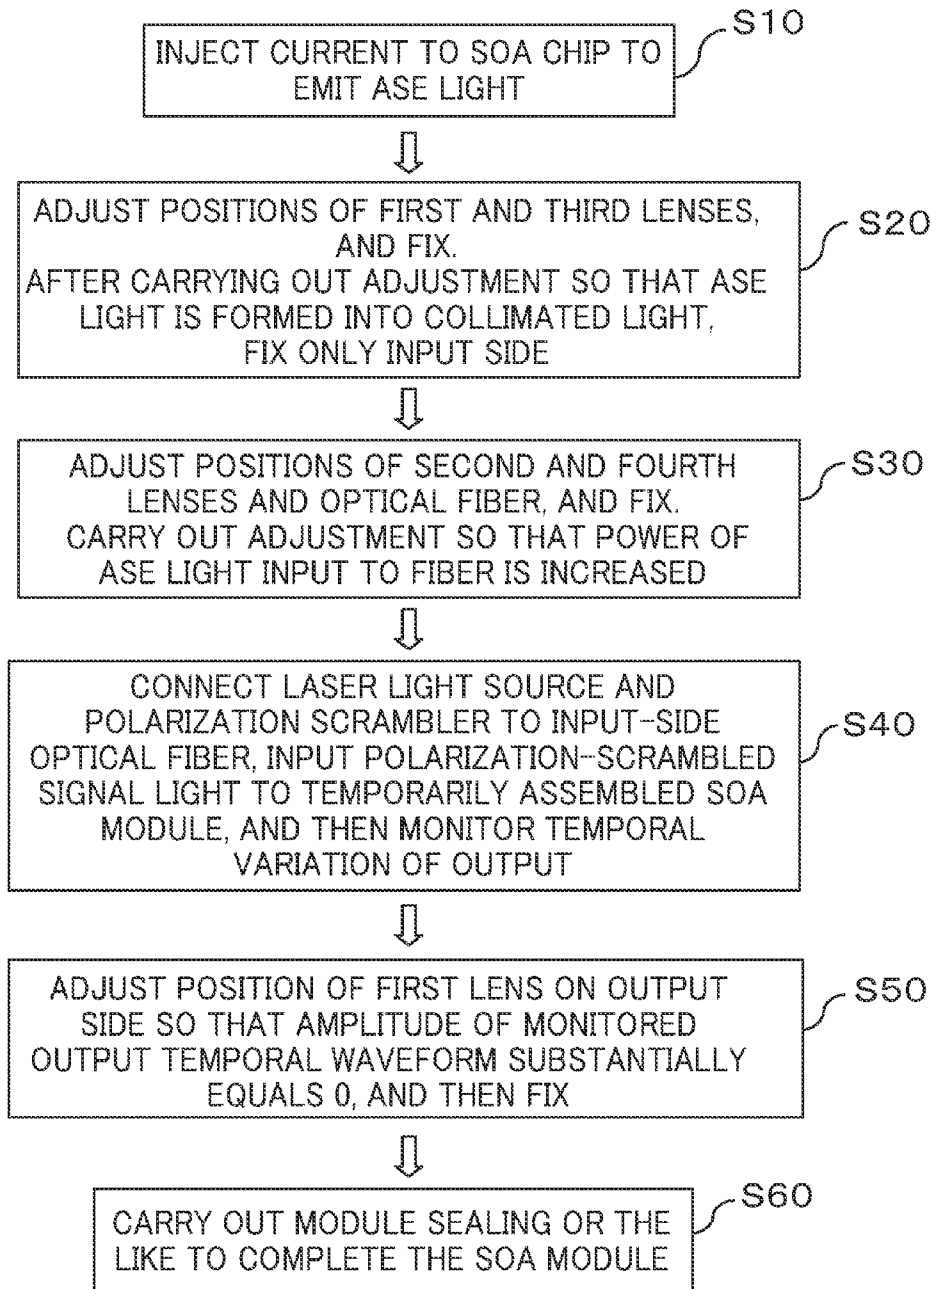 S10
INJECT CURRENT TO SOA CHIP TO
EMIT ASE LIGHT
S20
ADJUST POSITIONS OF FIRST AND THIRD LENSES,
AND FIX.
AFTER CARRYING OUT ADJUSTMENT SO THAT ASE
LIGHT IS FORMED INTO COLLIMATED LIGHT,
FIX ONLY INPUT SIDE
S30
ADJUST POSITIONS OF SECOND AND FOURTH
LENSES AND OPTICAL FIBER, AND FIX.
CARRY OUT ADJUSTMENT SO THAT POWER OF
ASE LIGHT INPUT TO FIBER IS INCREASED
S40
CONNECT LASER LIGHT SOURCE AND
POLARIZATION SCRAMBLER TO INPUT-SIDE
OPTICAL FIBER, INPUT POLARIZATION-SCRAMBLED
SIGNAL LIGHT TO TEMPORARILY ASSEMBLED SOA
MODULE, AND THEN MONITOR TEMPORAL
VARIATION OF OUTPUT
S50
ADJUST POSITION OF FIRST LENS ON OUTPUT
SIDE SO THAT AMPLITUDE OF MONITORED
OUTPUT TEMPORAL WAVEFORM SUBSTANTIALLY
EQUALS 0, AND THEN FIX
S60
CARRY OUT MODULE SEALING OR THE
LIKE TO COMPLETE THE SOA MODULE